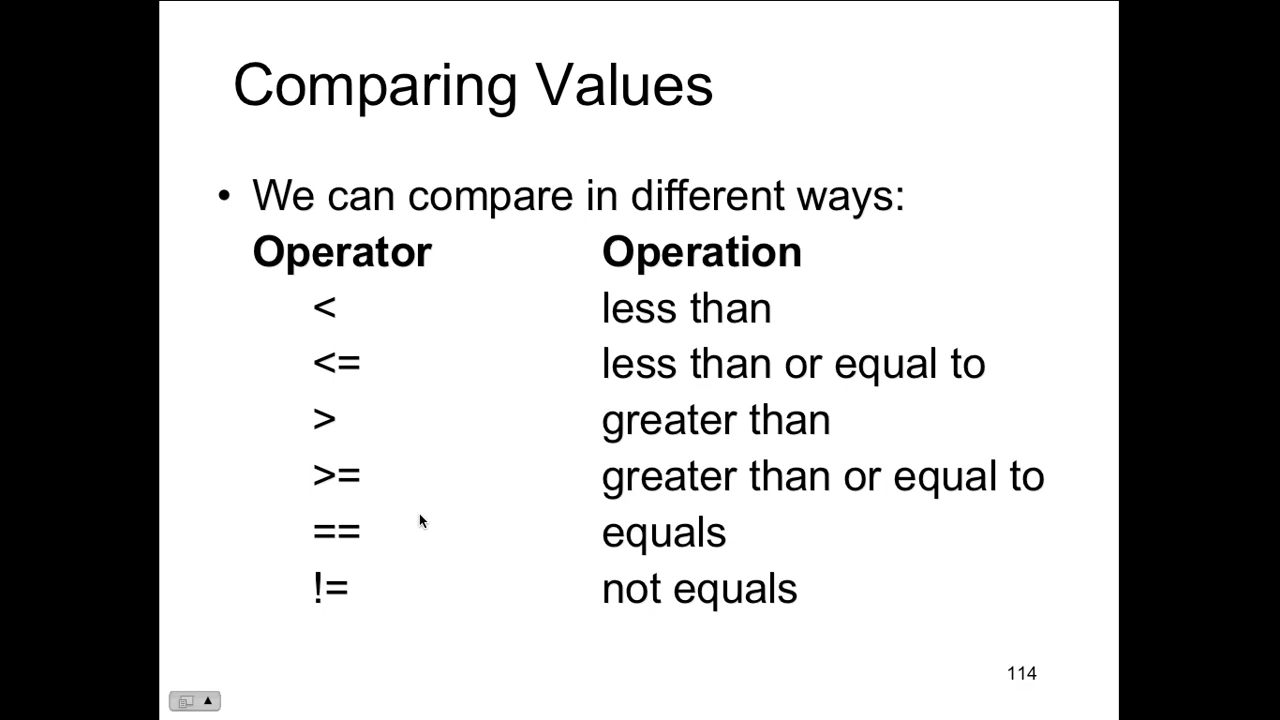 Comparing Values
• We can compare in different ways:
Operator Operation
< less than
<= less than or equal to
> greater than
>= greater than or equal to
== equals
!= not equals
114